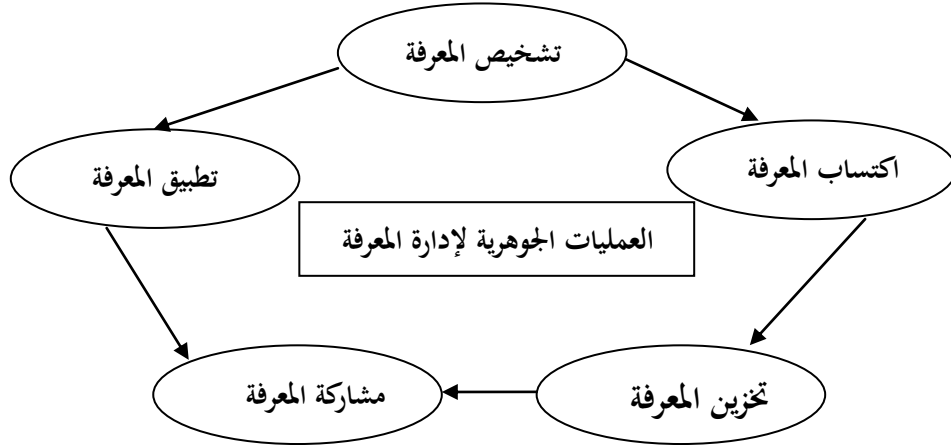 تشخيص المعرفة
اكتساب المعرفة
تطبيق المعرفة
العمليات الجوهرية لإدارة المعرفة
تخزين المعرفة
مشاركة المعرفة